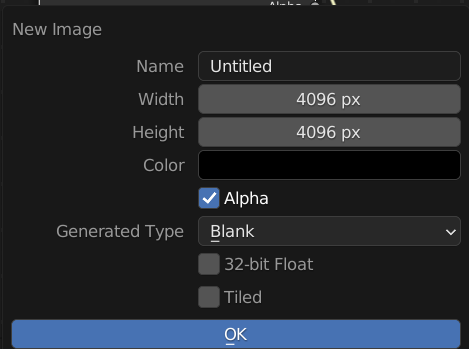 Alpha
New Image
Name Untitled
Width 4096 px
Height 4096 px
Color
Alpha
Generated Type Blank
32-bit Float
Tiled
OK